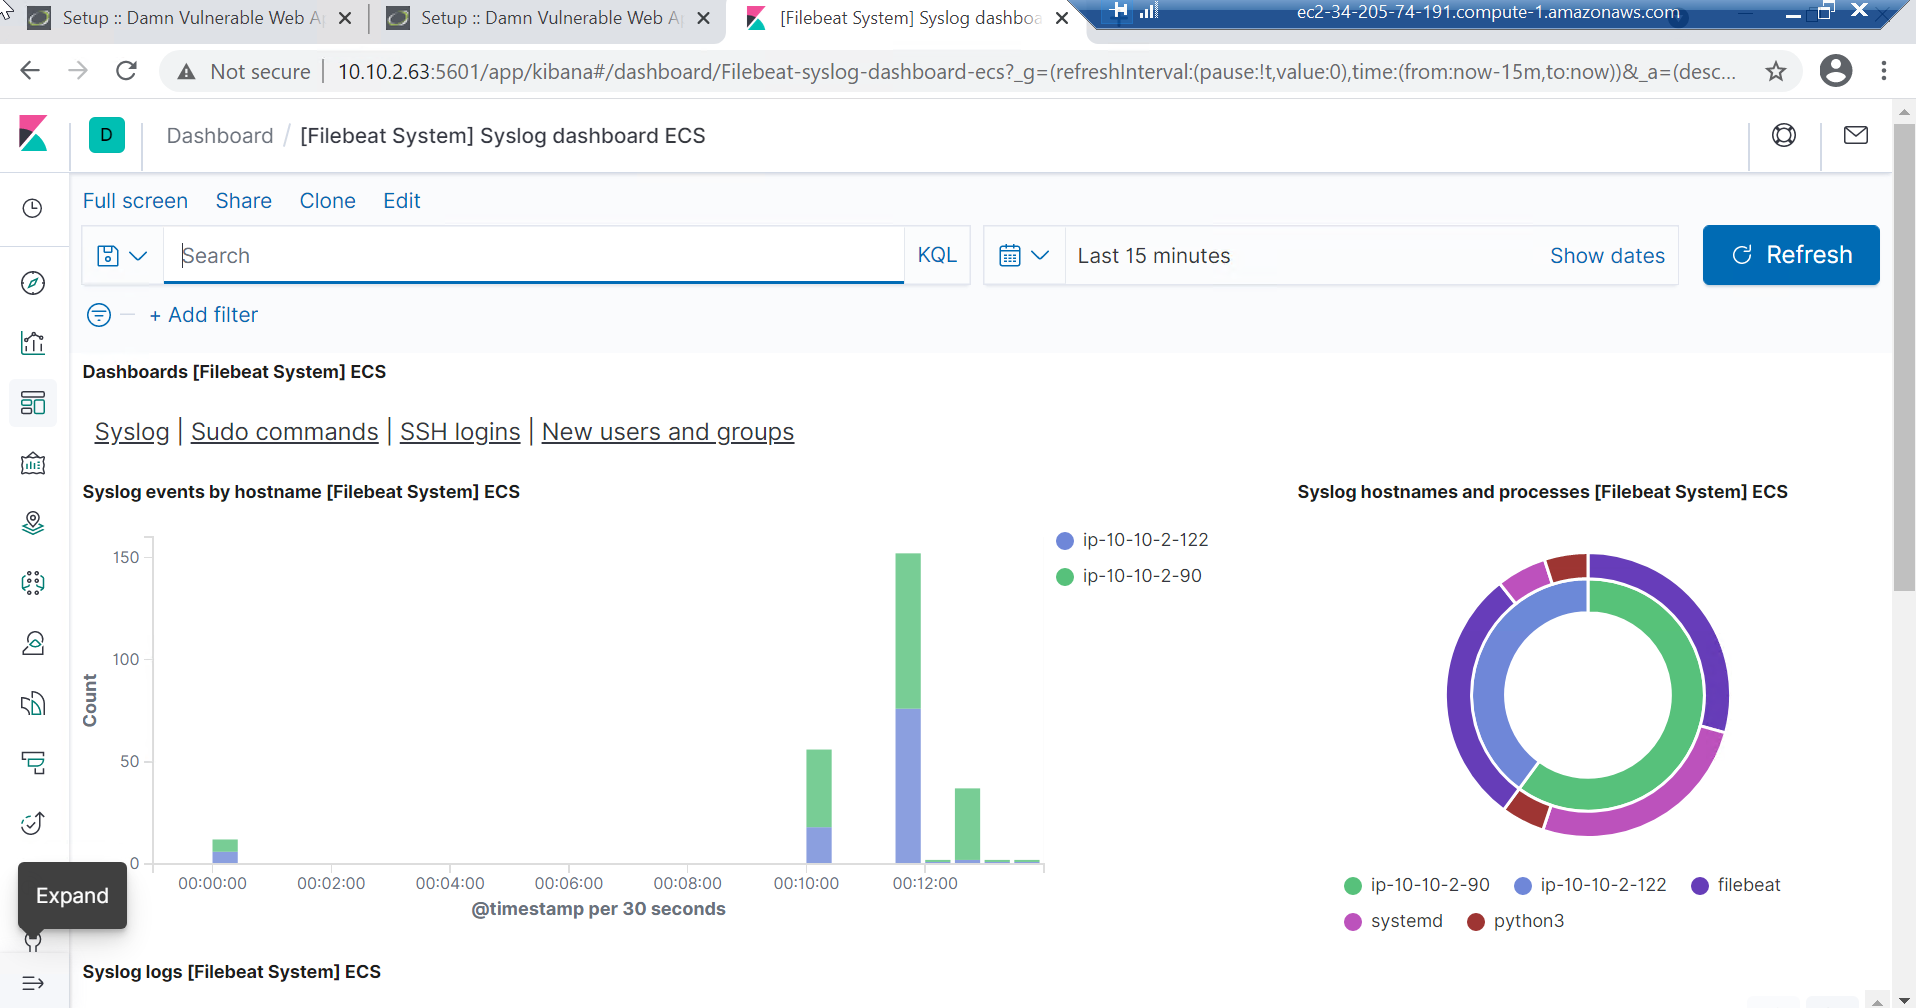 Setup :: Damn Vulnerable Web Ap
Setup :: Damn Vulnerable Web Ap
[Filebeat System] Syslog dashboa
ec2-34-205-74-191.compute-1.amazonaws.com
Not secure
10.10.2.63:5601/app/kibana#/dashboard/Filebeat-syslog-dashboard-ecs?_g=(refreshInterval:(pause:!t,value:0),time:(from:now-15m,to:now))&_a=(desc...
D
Dashboard / [Filebeat System] Syslog dashboard ECS
Full screen Share Clone Edit
Search
KQL
Last 15 minutes
Show dates
Refresh
+ Add filter
Dashboards [Filebeat System] ECS
Syslog | Sudo commands | SSH logins | New users and groups
Syslog events by hostname [Filebeat System] ECS
150
100
50
0
Count
00:00:00 00:02:00 00:04:00 00:06:00 00:08:00 00:10:00 00:12:00
@timestamp per 30 seconds
ip-10-10-2-122
ip-10-10-2-90
Syslog hostnames and processes [Filebeat System] ECS
ip-10-10-2-90 ip-10-10-2-122 filebeat
systemd python3
Expand
Syslog logs [Filebeat System] ECS